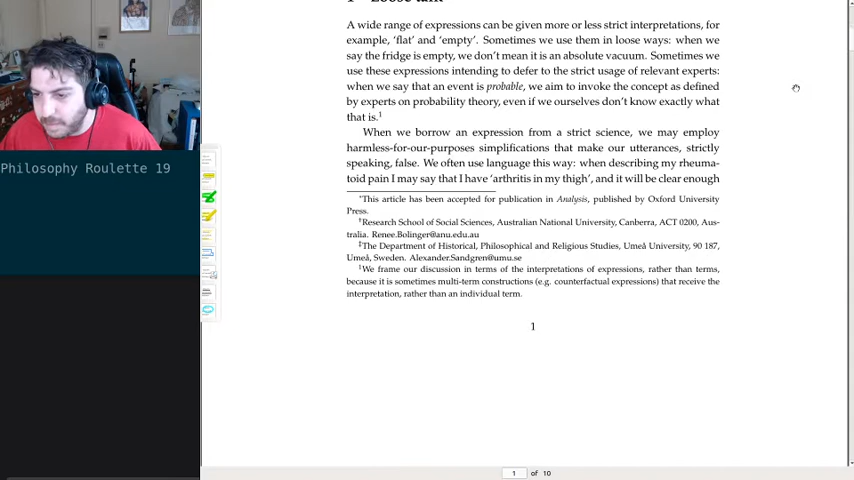 1 Loose talk
A wide range of expressions can be given more or less strict interpretations, for
example, 'flat' and 'empty'. Sometimes we use them in loose ways: when we
say the fridge is empty, we don't mean it is an absolute vacuum. Sometimes we
use these expressions intending to defer to the strict usage of relevant experts:
when we say that an event is probable, we aim to invoke the concept as defined
by experts on probability theory, even if we ourselves don't know exactly what
that is.¹
When we borrow an expression from a strict science, we may employ
harmless-for-our-purposes simplifications that make our utterances, strictly
speaking, false. We often use language this way: when describing my rheuma-
toid pain I may say that I have 'arthritis in my thigh', and it will be clear enough
*This article has been accepted for publication in Analysis, published by Oxford University
Press.
†Research School of Social Sciences, Australian National University, Canberra, ACT 0200, Aus-
tralia. Renee.Bolinger@anu.edu.au
‡The Department of Historical, Philosophical and Religious Studies, Umeå University, 90 187,
Umeå, Sweden. Alexander.Sandgren@umu.se
¹We frame our discussion in terms of the interpretations of expressions, rather than terms,
because it is sometimes multi-term constructions (e.g. counterfactual expressions) that receive the
interpretation, rather than an individual term.
1
Philosophy Roulette 19
1 of 10